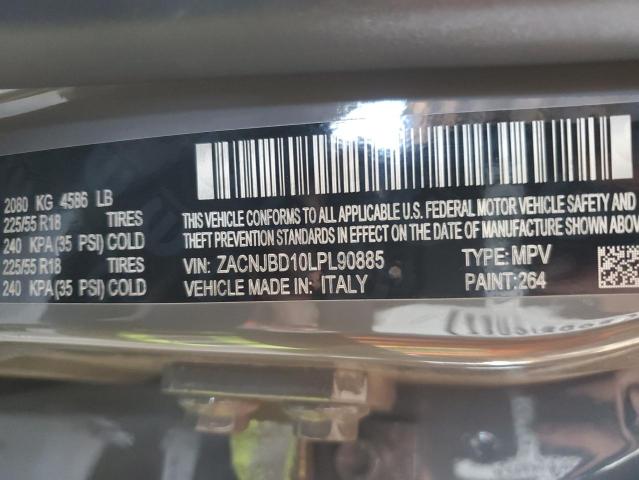 2080 KG 4586 LB
225/55 R18 TIRES
240 KPA(35 PSI) COLD
225/55 R18 TIRES
240 KPA(35 PSI) COLD
THIS VEHICLE CONFORMS TO ALL APPLICABLE U.S. FEDERAL MOTOR VEHICLE SAFETY AND
THEFT PREVENTION STANDARDS IN EFFECT ON THE DATE OF MANUFACTURE SHOWN ABOVE
VIN: ZACNJBD10LPL90885 TYPE: MPV
VEHICLE MADE IN: ITALY PAINT:264